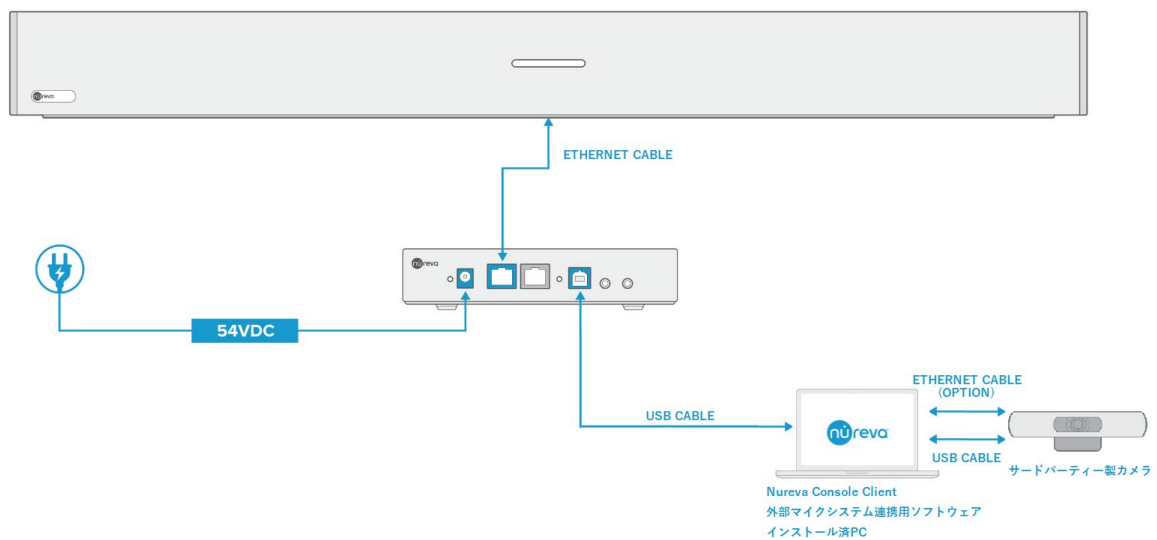 nureva
ETHERNET CABLE
nureva
54VDC
ETHERNET CABLE
(OPTION)
USB CABLE
nureva
USB CABLE
サードパーティー製カメラ
Nureva Console Client
外部マイクシステム連携用ソフトウェア
インストール済PC